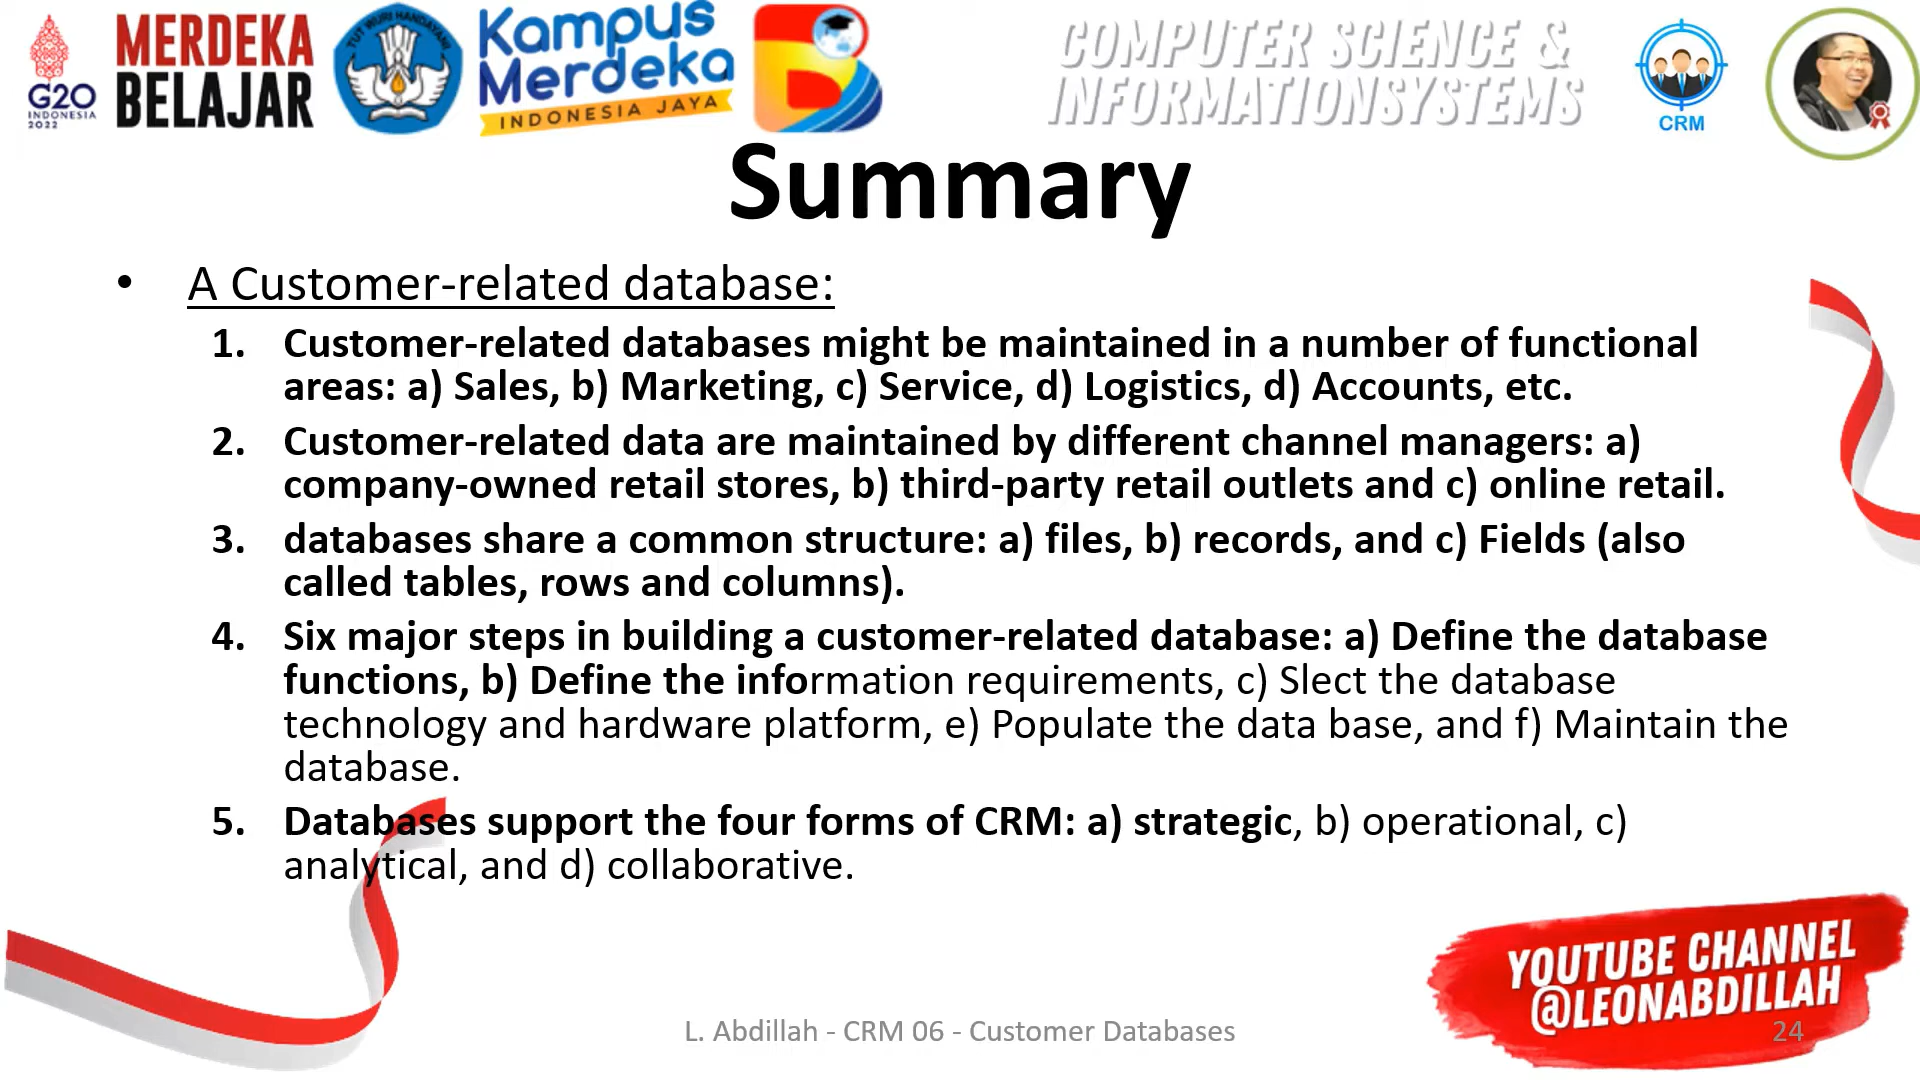 G20
INDONESIA
2022
MERDEKA
BELAJAR
TUT WURI HANDAYANI
Kampus
Merdeka
INDONESIA JAYA
COMPUTER SCIENCE &
INFORMATIONSYSTEMS
CRM
Summary
• A Customer-related database:
1. Customer-related databases might be maintained in a number of functional
areas: a) Sales, b) Marketing, c) Service, d) Logistics, d) Accounts, etc.
2. Customer-related data are maintained by different channel managers: a)
company-owned retail stores, b) third-party retail outlets and c) online retail.
3. databases share a common structure: a) files, b) records, and c) Fields (also
called tables, rows and columns).
4. Six major steps in building a customer-related database: a) Define the database
functions, b) Define the information requirements, c) Slect the database
technology and hardware platform, e) Populate the data base, and f) Maintain the
database.
5. Databases support the four forms of CRM: a) strategic, b) operational, c)
analytical, and d) collaborative.
YOUTUBE CHANNEL
@LEONABDILLAH
L. Abdillah - CRM 06 - Customer Databases
24